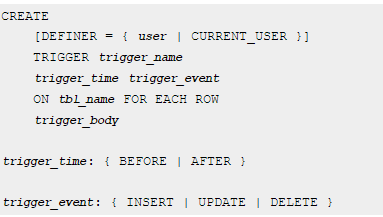 CREATE
[DEFINER = { user | CURRENT_USER }]
TRIGGER trigger_name
trigger_time trigger_event
ON tbl_name FOR EACH ROW
trigger_body
trigger_time: { BEFORE | AFTER }
trigger_event: { INSERT | UPDATE | DELETE }